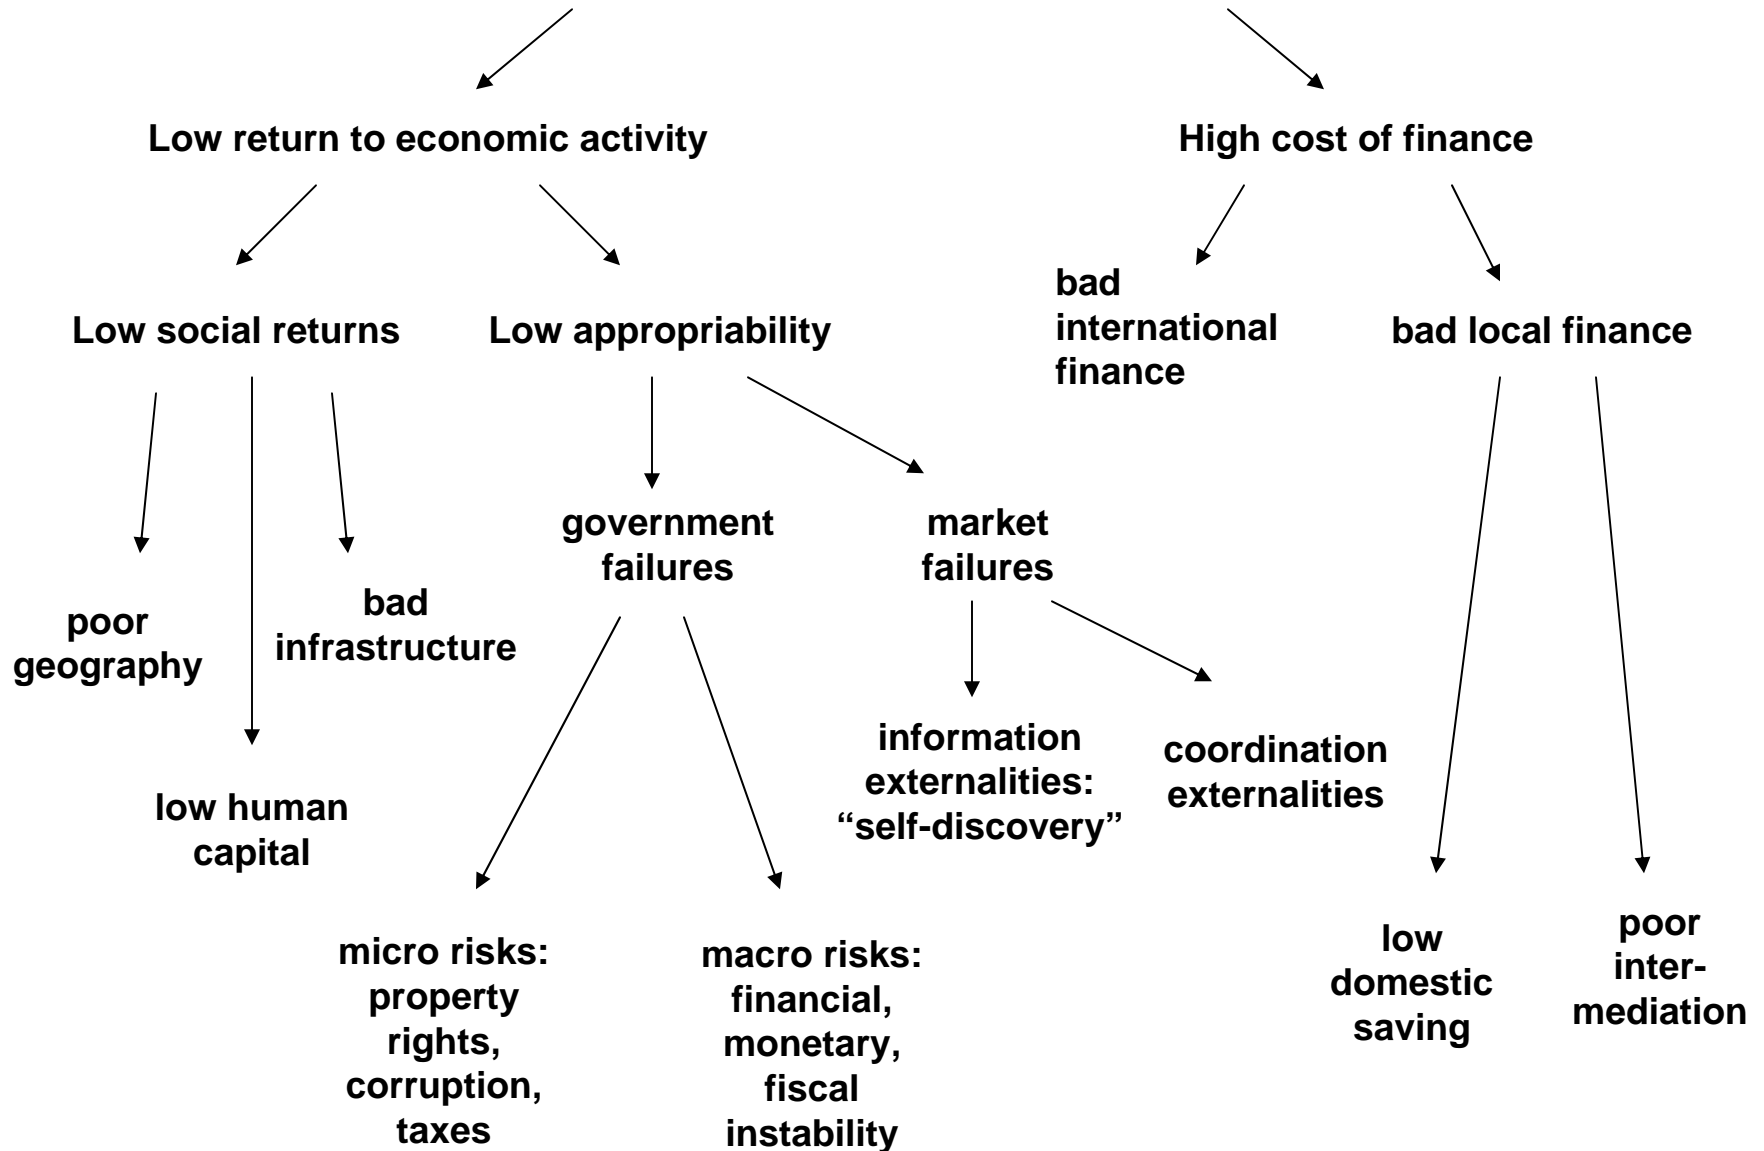 Low return to economic activity
High cost of finance
Low social returns
Low appropriability
bad
international
finance
bad local finance
government
failures
market
failures
poor
geography
bad
infrastructure
low human
capital
information
externalities:
“self-discovery”
coordination
externalities
micro risks:
property
rights,
corruption,
taxes
macro risks:
financial,
monetary,
fiscal
instability
low
domestic
saving
poor
inter-
mediation